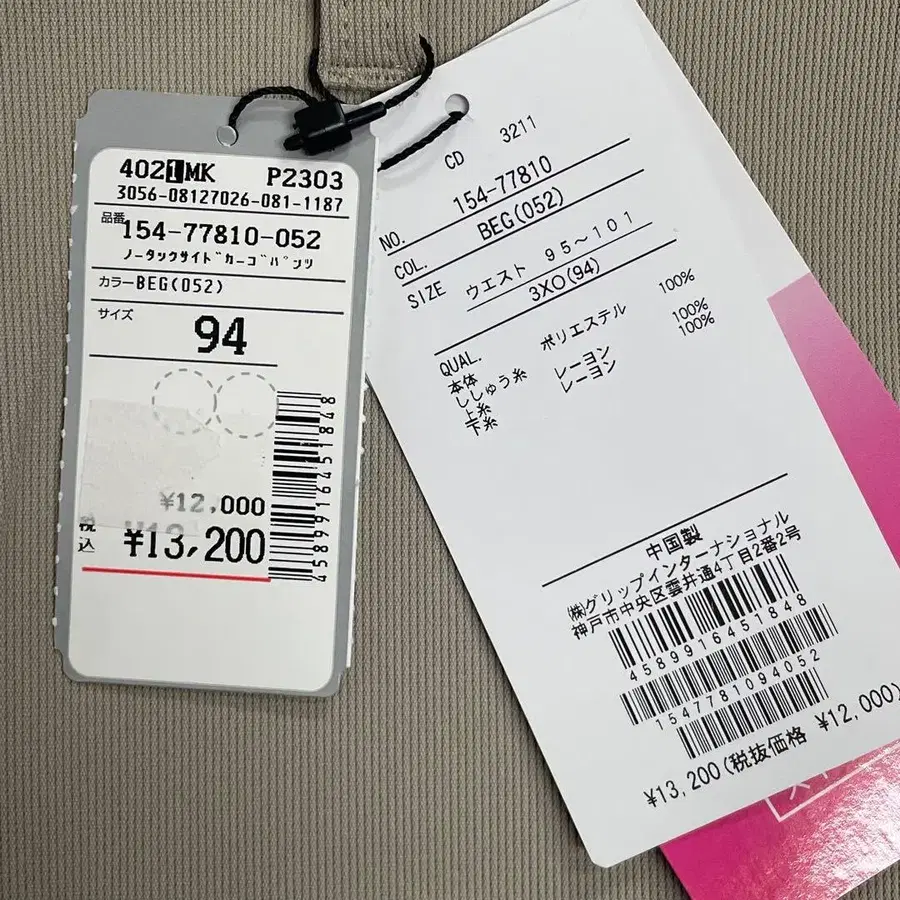 4021MK P2303
3056-08127026-081-1187
品番 154-77810-052
ノータックサイドカーゴパンツ
カラー BEG(052)
サイズ
94
¥12,000
税込 ¥13,200
4589916451848
CD 3211
NO. 154-77810
COL. BEG(052)
SIZE ウエスト 95～101
3XO(94)
QUAL.
本体 ポリエステル 100%
ししゅう糸
上糸 レーヨン 100%
下糸 レーヨン 100%
中国製
㈱グリップインターナショナル
神戸市中央区雲井通4丁目2番2号
4589916451848
1547781094052
¥13,200(税抜価格 ¥12,000)